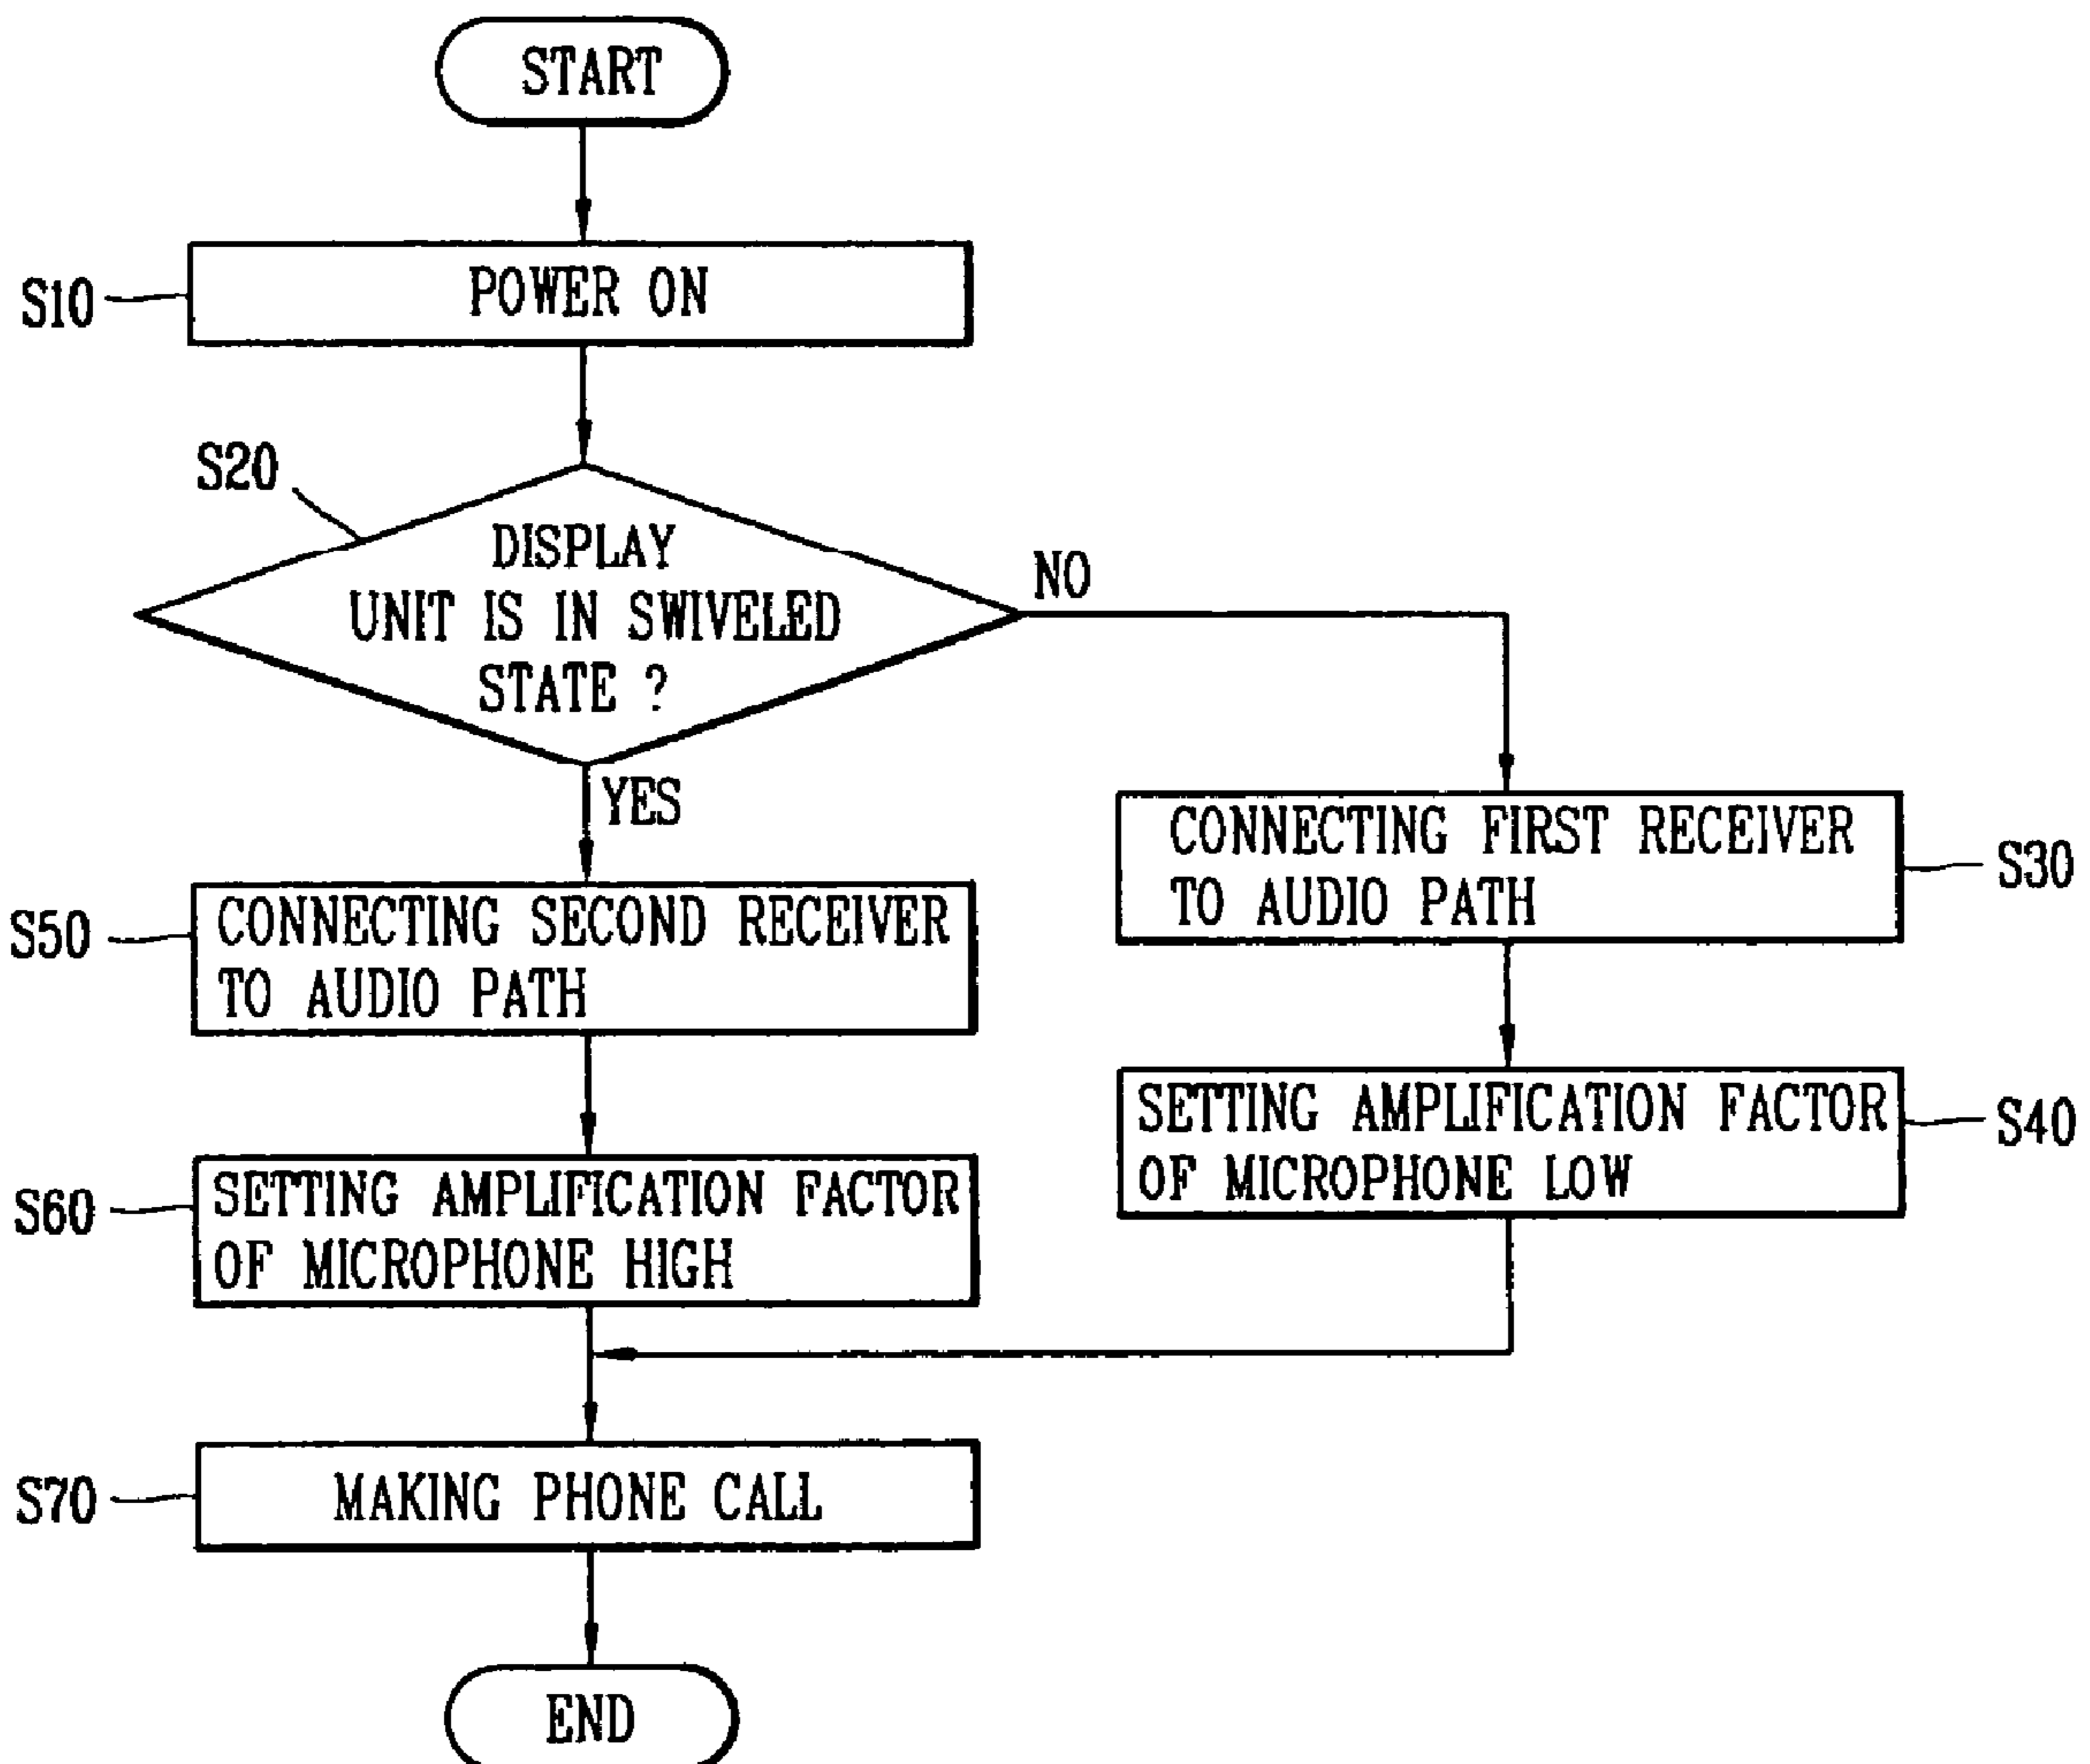 START
S10
POWER ON
S20
DISPLAY
UNIT IS IN SWIVELED
STATE ?
NO
YES
CONNECTING FIRST RECEIVER
TO AUDIO PATH
S30
S50
CONNECTING SECOND RECEIVER
TO AUDIO PATH
SETTING AMPLIFICATION FACTOR
OF MICROPHONE LOW
S40
S60
SETTING AMPLIFICATION FACTOR
OF MICROPHONE HIGH
S70
MAKING PHONE CALL
END